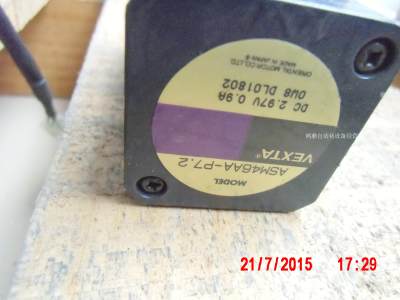 MODEL
ASM46AA-P7.2
VEXTA®
0W8 DL01802
DC 2.97V 0.9A
ORIENTAL MOTOR CO.,LTD.
MADE IN JAPAN
21/7/2015 17:29